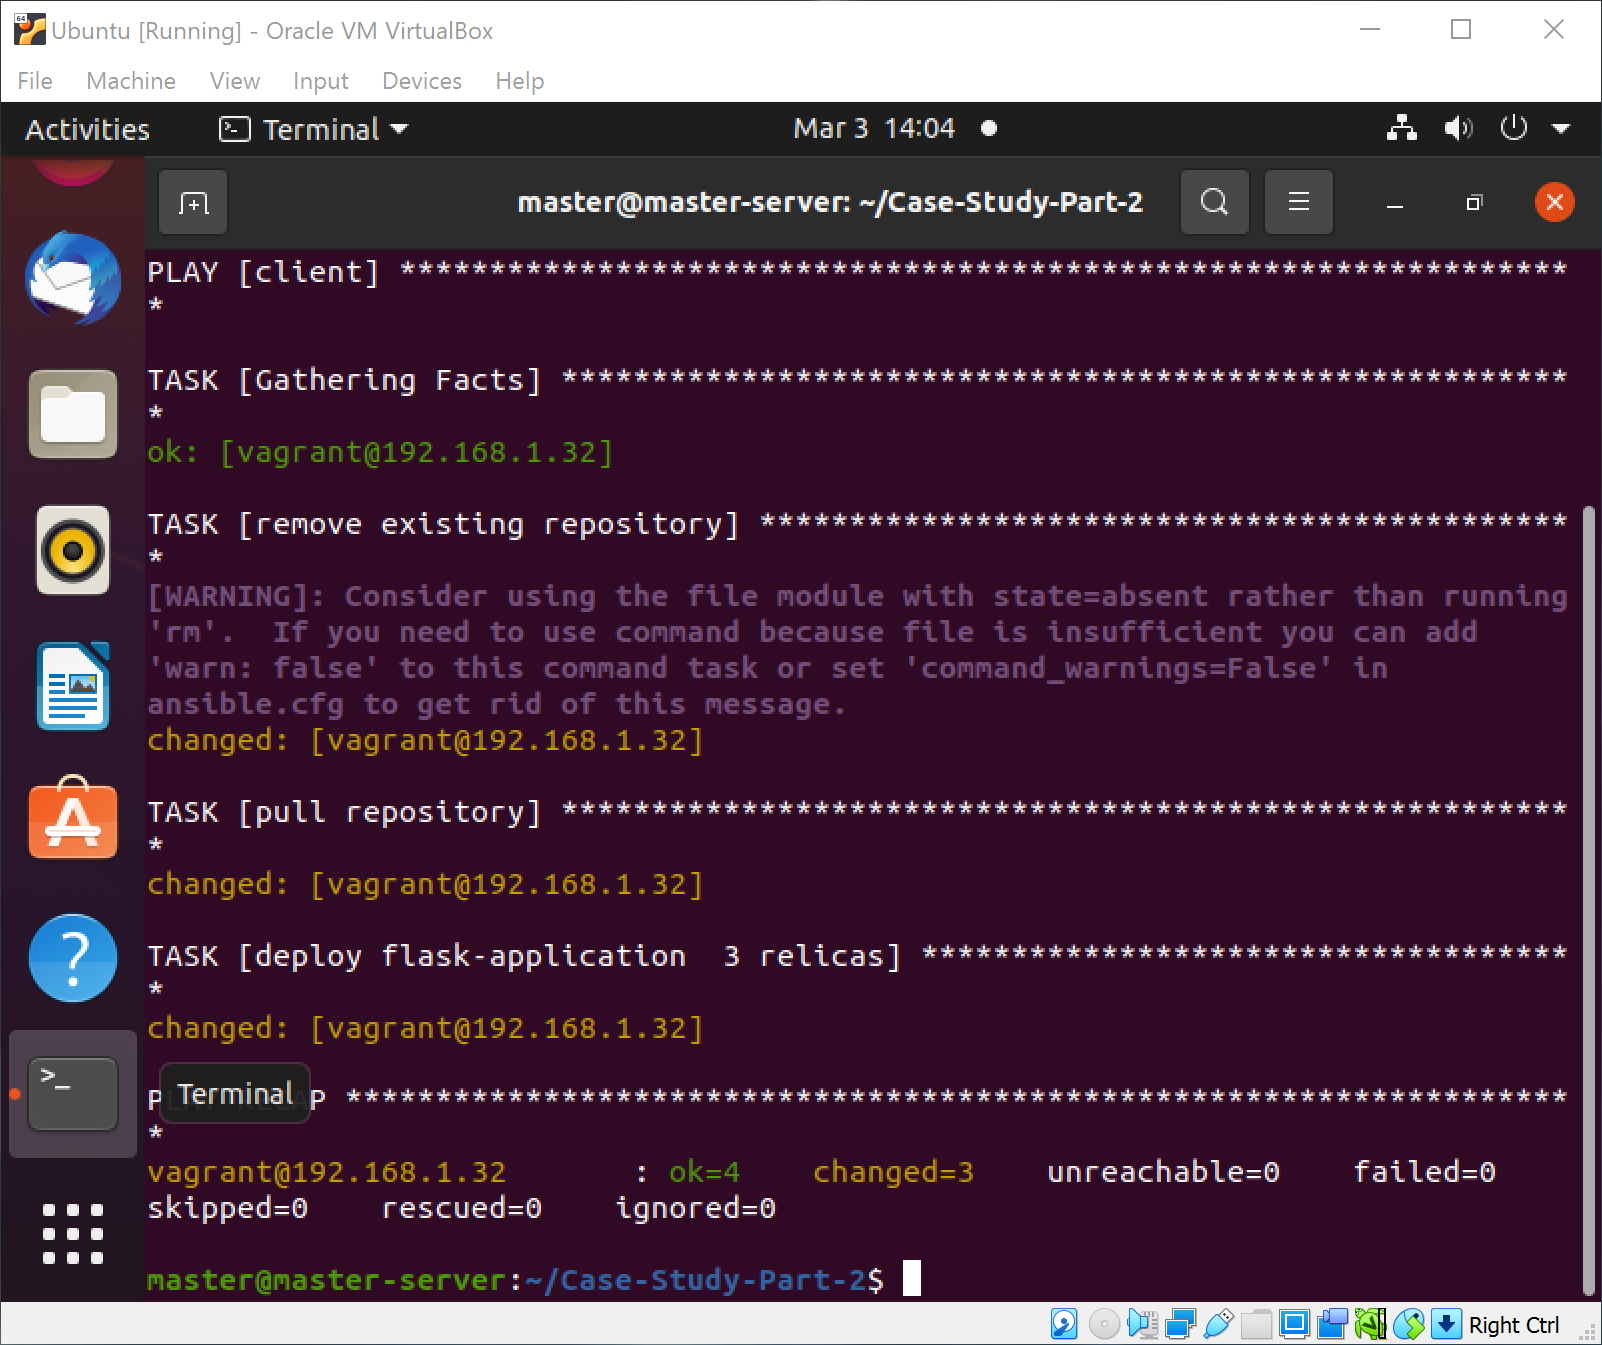 Ubuntu [Running] - Oracle VM VirtualBox
File Machine View Input Devices Help
Activities Terminal Mar 3 14:04
master@master-server: ~/Case-Study-Part-2
PLAY [client] *****************************************************************
*
TASK [Gathering Facts] ********************************************************
*
ok: [vagrant@192.168.1.32]
TASK [remove existing repository] *********************************************
*
[WARNING]: Consider using the file module with state=absent rather than running
'rm'.  If you need to use command because file is insufficient you can add
'warn: false' to this command task or set 'command_warnings=False' in
ansible.cfg to get rid of this message.
changed: [vagrant@192.168.1.32]
TASK [pull repository] ********************************************************
*
changed: [vagrant@192.168.1.32]
TASK [deploy flask-application  3 relicas] ************************************
*
changed: [vagrant@192.168.1.32]
Terminal
PLAY RECAP ********************************************************************
*
vagrant@192.168.1.32       : ok=4    changed=3    unreachable=0    failed=0
skipped=0    rescued=0    ignored=0
master@master-server:~/Case-Study-Part-2$
Right Ctrl